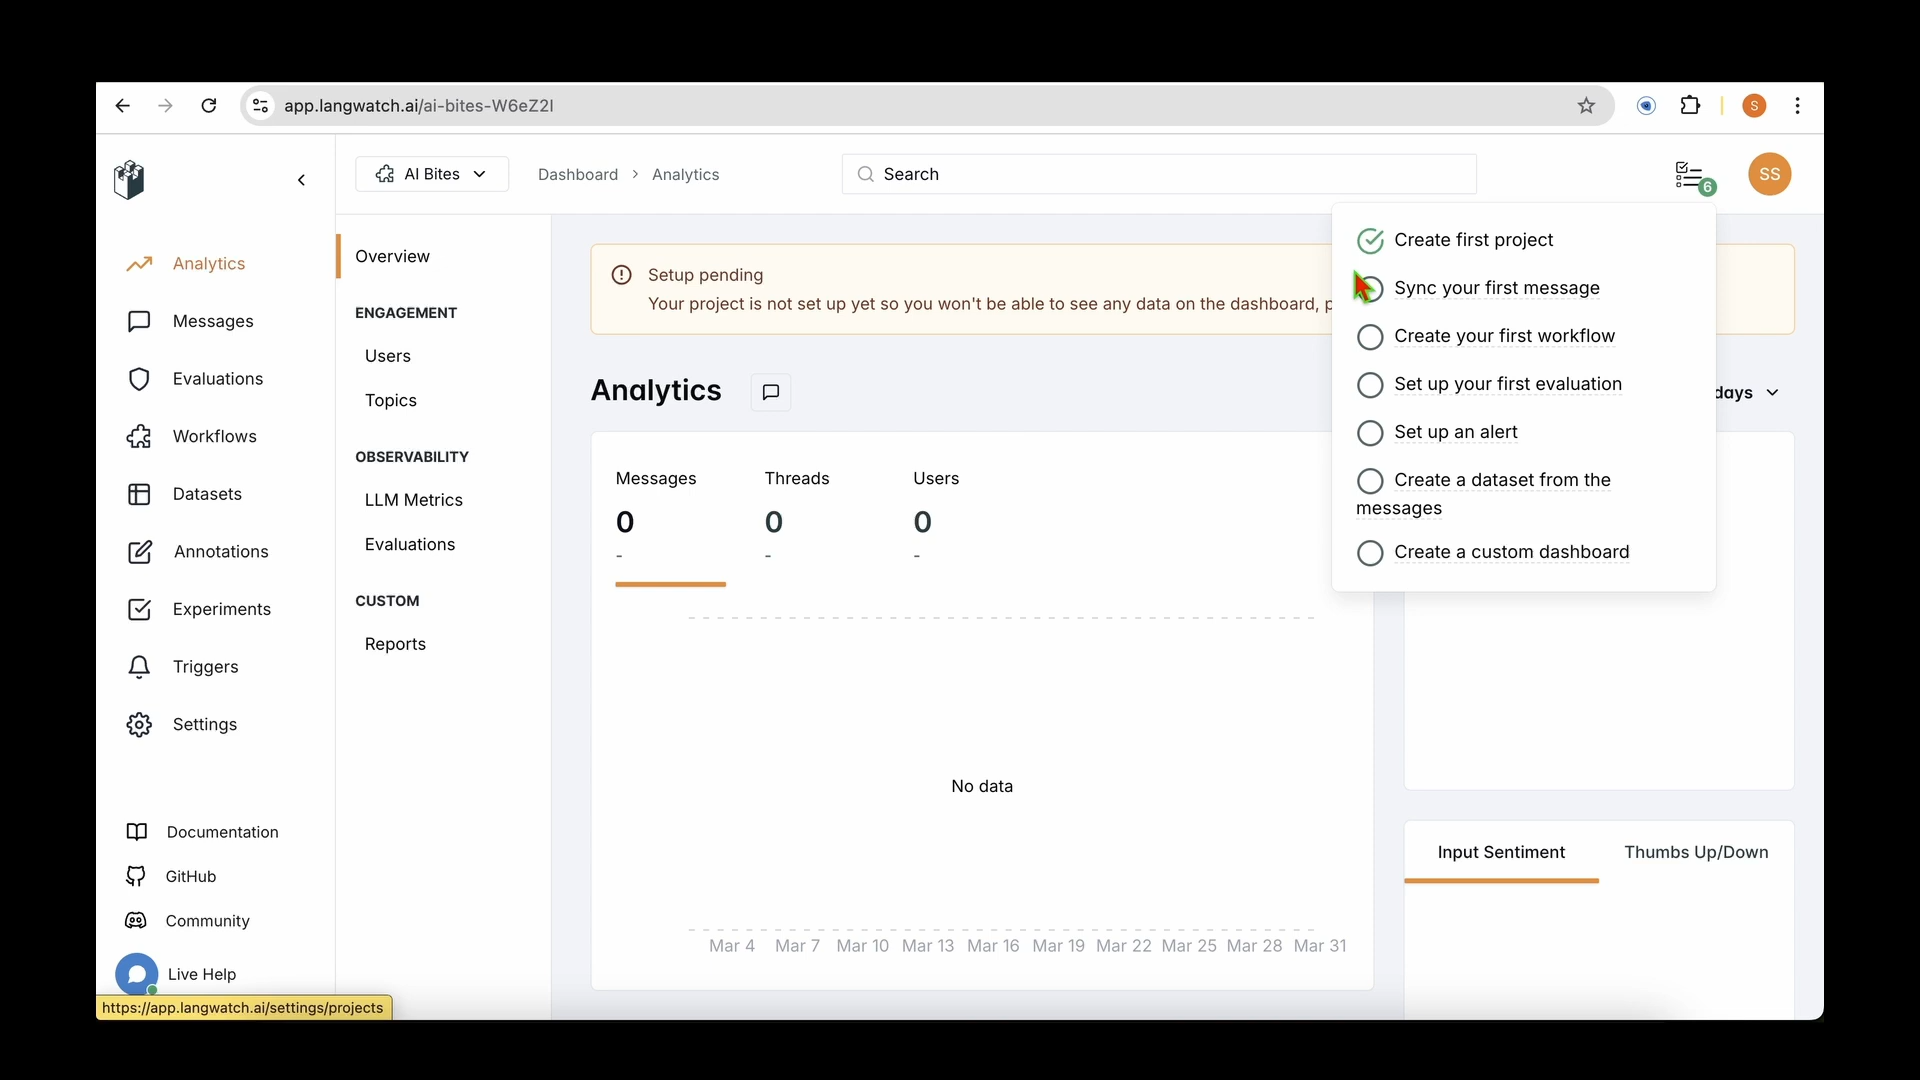 app.langwatch.ai/ai-bites-W6eZ2I
S
AI Bites
Dashboard > Analytics
Search
6
SS
Analytics
Messages
Evaluations
Workflows
Datasets
Annotations
Experiments
Triggers
Settings
Documentation
GitHub
Community
Live Help
https://app.langwatch.ai/settings/projects
Overview
ENGAGEMENT
Users
Topics
OBSERVABILITY
LLM Metrics
Evaluations
CUSTOM
Reports
Setup pending
Your project is not set up yet so you won't be able to see any data on the dashboard, p
Analytics
days
Messages Threads Users
0 0 0
- - -
No data
Mar 4 Mar 7 Mar 10 Mar 13 Mar 16 Mar 19 Mar 22 Mar 25 Mar 28 Mar 31
Create first project
Sync your first message
Create your first workflow
Set up your first evaluation
Set up an alert
Create a dataset from the
messages
Create a custom dashboard
Input Sentiment Thumbs Up/Down